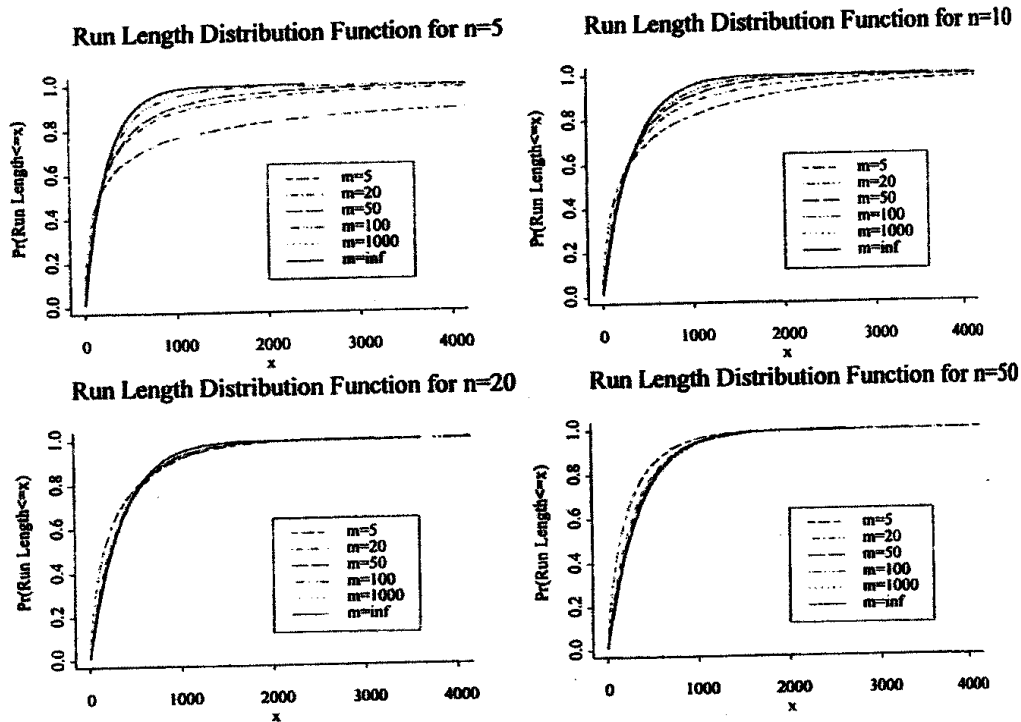 Run Length Distribution Function for n=5
Pr(Run Length<=x)
1.0
0.8
0.6
0.4
0.2
0.0
m=5
m=20
m=50
m=100
m=1000
m=inf
0 1000 2000 3000 4000
x
Run Length Distribution Function for n=10
Pr(Run Length<=x)
1.0
0.8
0.6
0.4
0.2
0.0
m=5
m=20
m=50
m=100
m=1000
m=inf
0 1000 2000 3000 4000
x
Run Length Distribution Function for n=20
Pr(Run Length<=x)
1.0
0.8
0.6
0.4
0.2
0.0
m=5
m=20
m=50
m=100
m=1000
m=inf
0 1000 2000 3000 4000
x
Run Length Distribution Function for n=50
Pr(Run Length<=x)
1.0
0.8
0.6
0.4
0.2
0.0
m=5
m=20
m=50
m=100
m=1000
m=inf
0 1000 2000 3000 4000
x